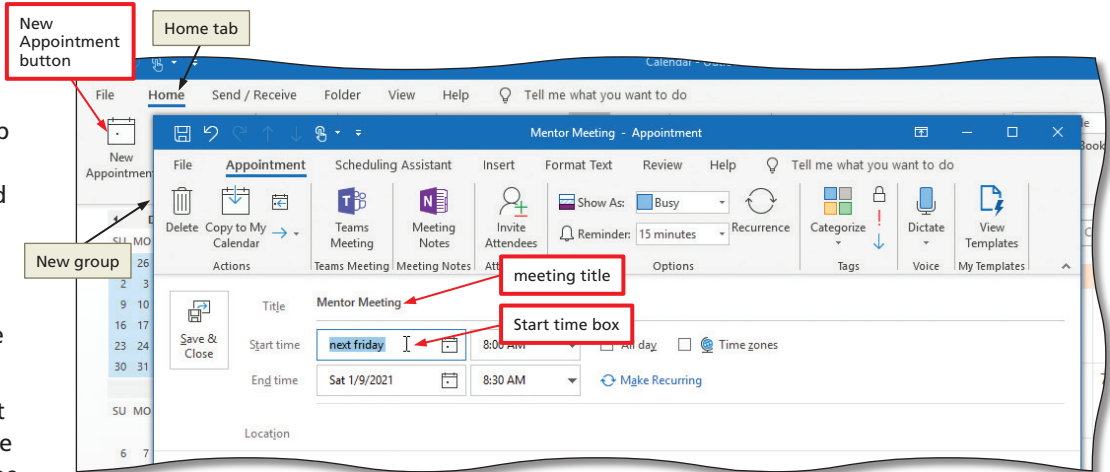 New
Appointment
button
Home tab
File Home Send / Receive Folder View Help Tell me what you want to do
New
Mentor Meeting - Appointment
File Appointment Scheduling Assistant Insert Format Text Review Help Tell me what you want to do
Show As: Busy
Reminder: 15 minutes
Delete Copy to My
Calendar
Teams
Meeting
Meeting
Notes
Invite
Attendees
Recurrence
Categorize
Dictate
View
Templates
Actions Teams Meeting Meeting Notes Options Tags Voice My Templates
New group
meeting title
Title Mentor Meeting
Start time box
Save &
Close
Start time next friday 8:00 AM All day Time zones
End time Sat 1/9/2021 8:30 AM Make Recurring
Location
SU MO
26
2 3
9 10
16 17
23 24
30 31
SU MO
6 7